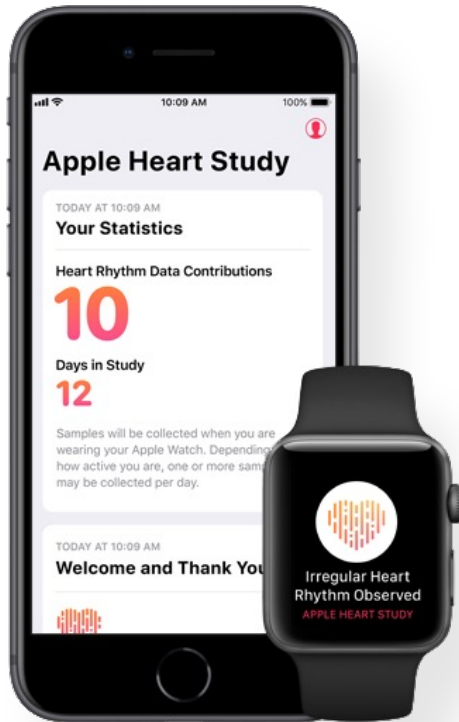 10:09 AM
100%
Apple Heart Study
TODAY AT 10:09 AM
Your Statistics
Heart Rhythm Data Contributions
10
Days in Study
12
Samples will be collected when you are
wearing your Apple Watch. Depending
how active you are, one or more
may be collected per day.
TODAY AT 10:09 AM
Welcome and Thank You
Irregular Heart
Rhythm Observed
APPLE HEART STUDY